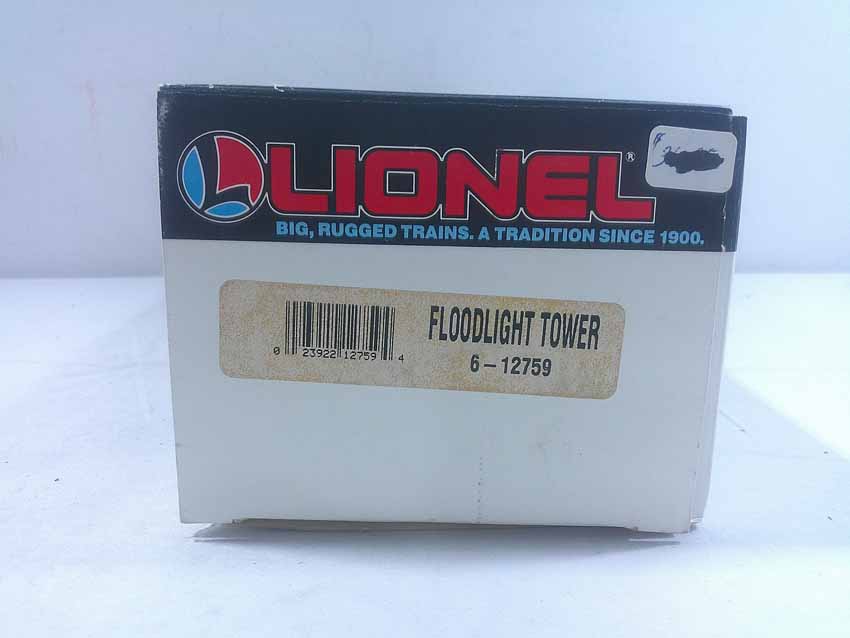 LIONEL®
BIG, RUGGED TRAINS. A TRADITION SINCE 1900.
FLOODLIGHT TOWER
6-12759
0 23922 12759 4